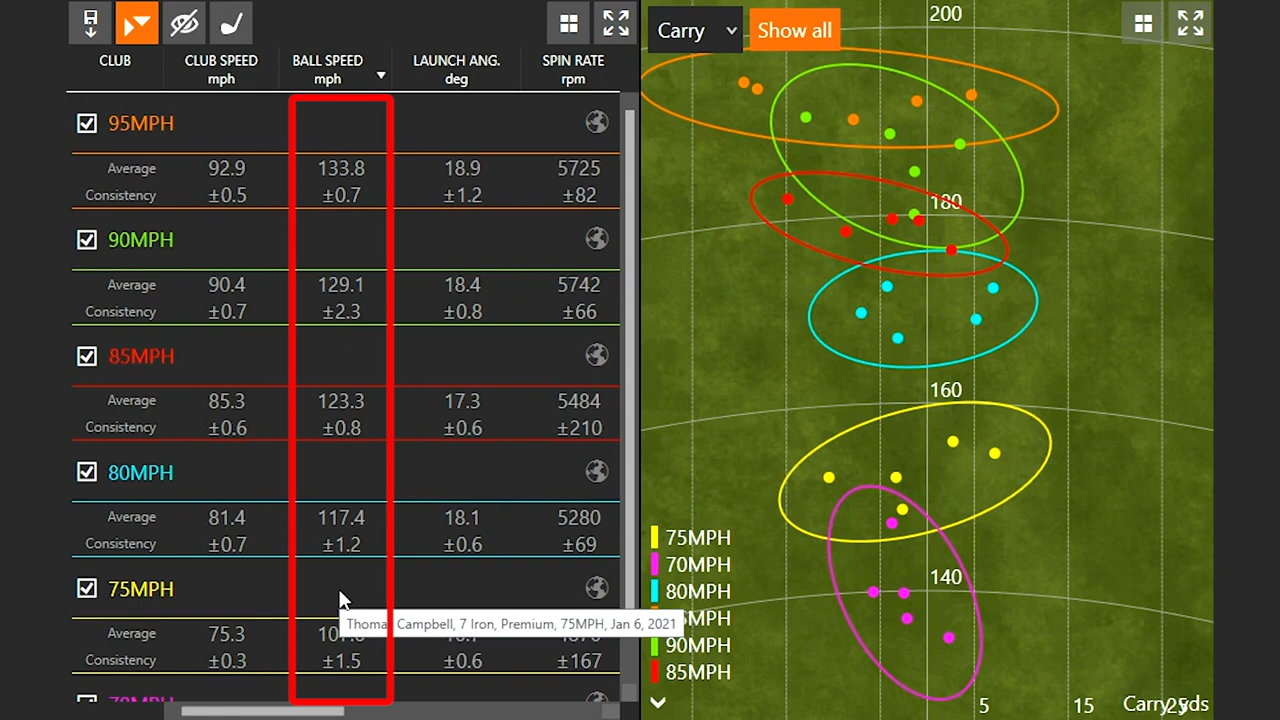 CLUB CLUB SPEED BALL SPEED LAUNCH ANG. SPIN RATE
mph mph deg rpm
95MPH
Average 92.9 133.8 18.9 5725
Consistency ±0.5 ±0.7 ±1.2 ±82
90MPH
Average 90.4 129.1 18.4 5742
Consistency ±0.7 ±2.3 ±0.8 ±66
85MPH
Average 85.3 123.3 17.3 5484
Consistency ±0.6 ±0.8 ±0.6 ±210
80MPH
Average 81.4 117.4 18.1 5280
Consistency ±0.7 ±1.2 ±0.6 ±69
75MPH
Thomas Campbell, 7 Iron, Premium, 75MPH, Jan 6, 2021
Average 75.3
Consistency ±0.3 ±1.5 ±0.6 ±167
70MPH
Carry Show all
200
180
160
140
75MPH
70MPH
80MPH
90MPH
85MPH
5 15 25
Carry yds